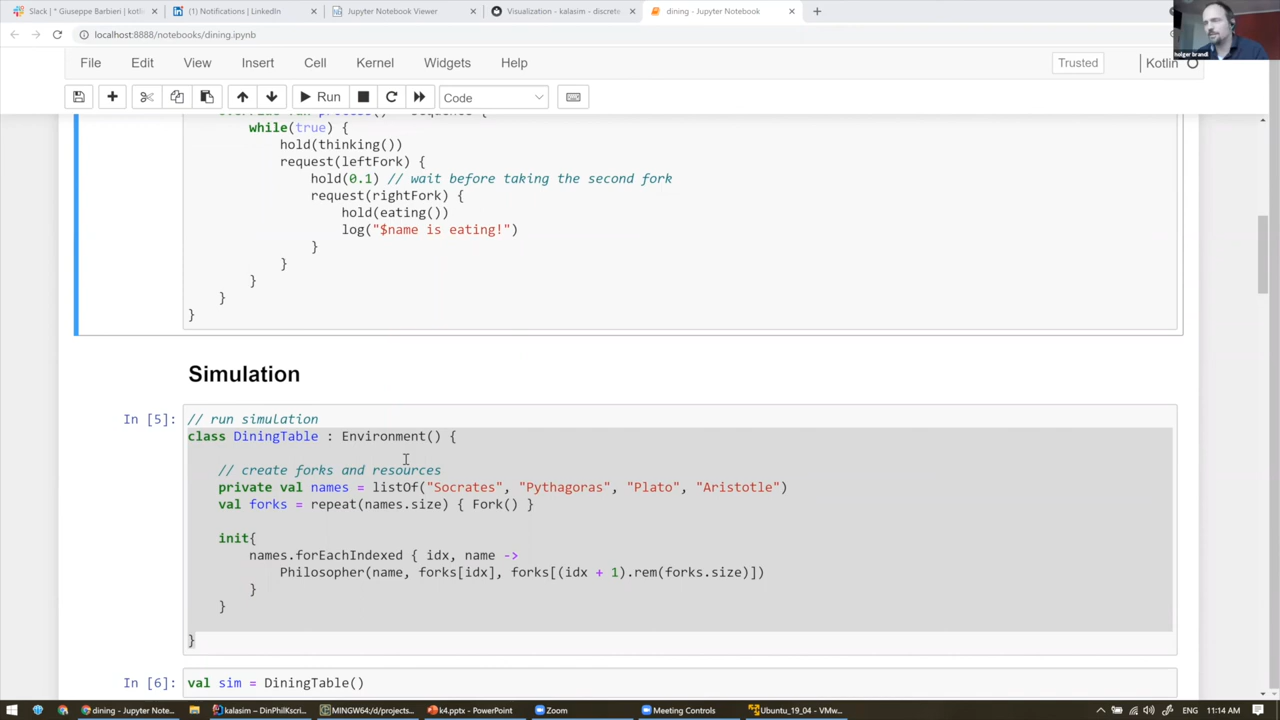 Slack | * Giuseppe Barbieri | kotli
(1) Notifications | LinkedIn
Jupyter Notebook Viewer
Visualization - kalasim - discrete
dining - Jupyter Notebook
localhost:8888/notebooks/dining.ipynb
holger brandl
File Edit View Insert Cell Kernel Widgets Help
Trusted
Kotlin
Run
Code
while(true) {
hold(thinking())
request(leftFork) {
hold(0.1) // wait before taking the second fork
request(rightFork) {
hold(eating())
log("$name is eating!")
}
}
}
}
}
Simulation
In [5]: // run simulation
class DiningTable : Environment() {
// create forks and resources
private val names = listOf("Socrates", "Pythagoras", "Plato", "Aristotle")
val forks = repeat(names.size) { Fork() }
init{
names.forEachIndexed { idx, name ->
Philosopher(name, forks[idx], forks[(idx + 1).rem(forks.size)])
}
}
}
In [6]: val sim = DiningTable()
dining - Jupyter Note...
kalasim – DinPhilKscri...
MINGW64:/d/projects...
k4.pptx - PowerPoint
Zoom
Meeting Controls
Ubuntu_19_04 - VMw...
11:14 AM